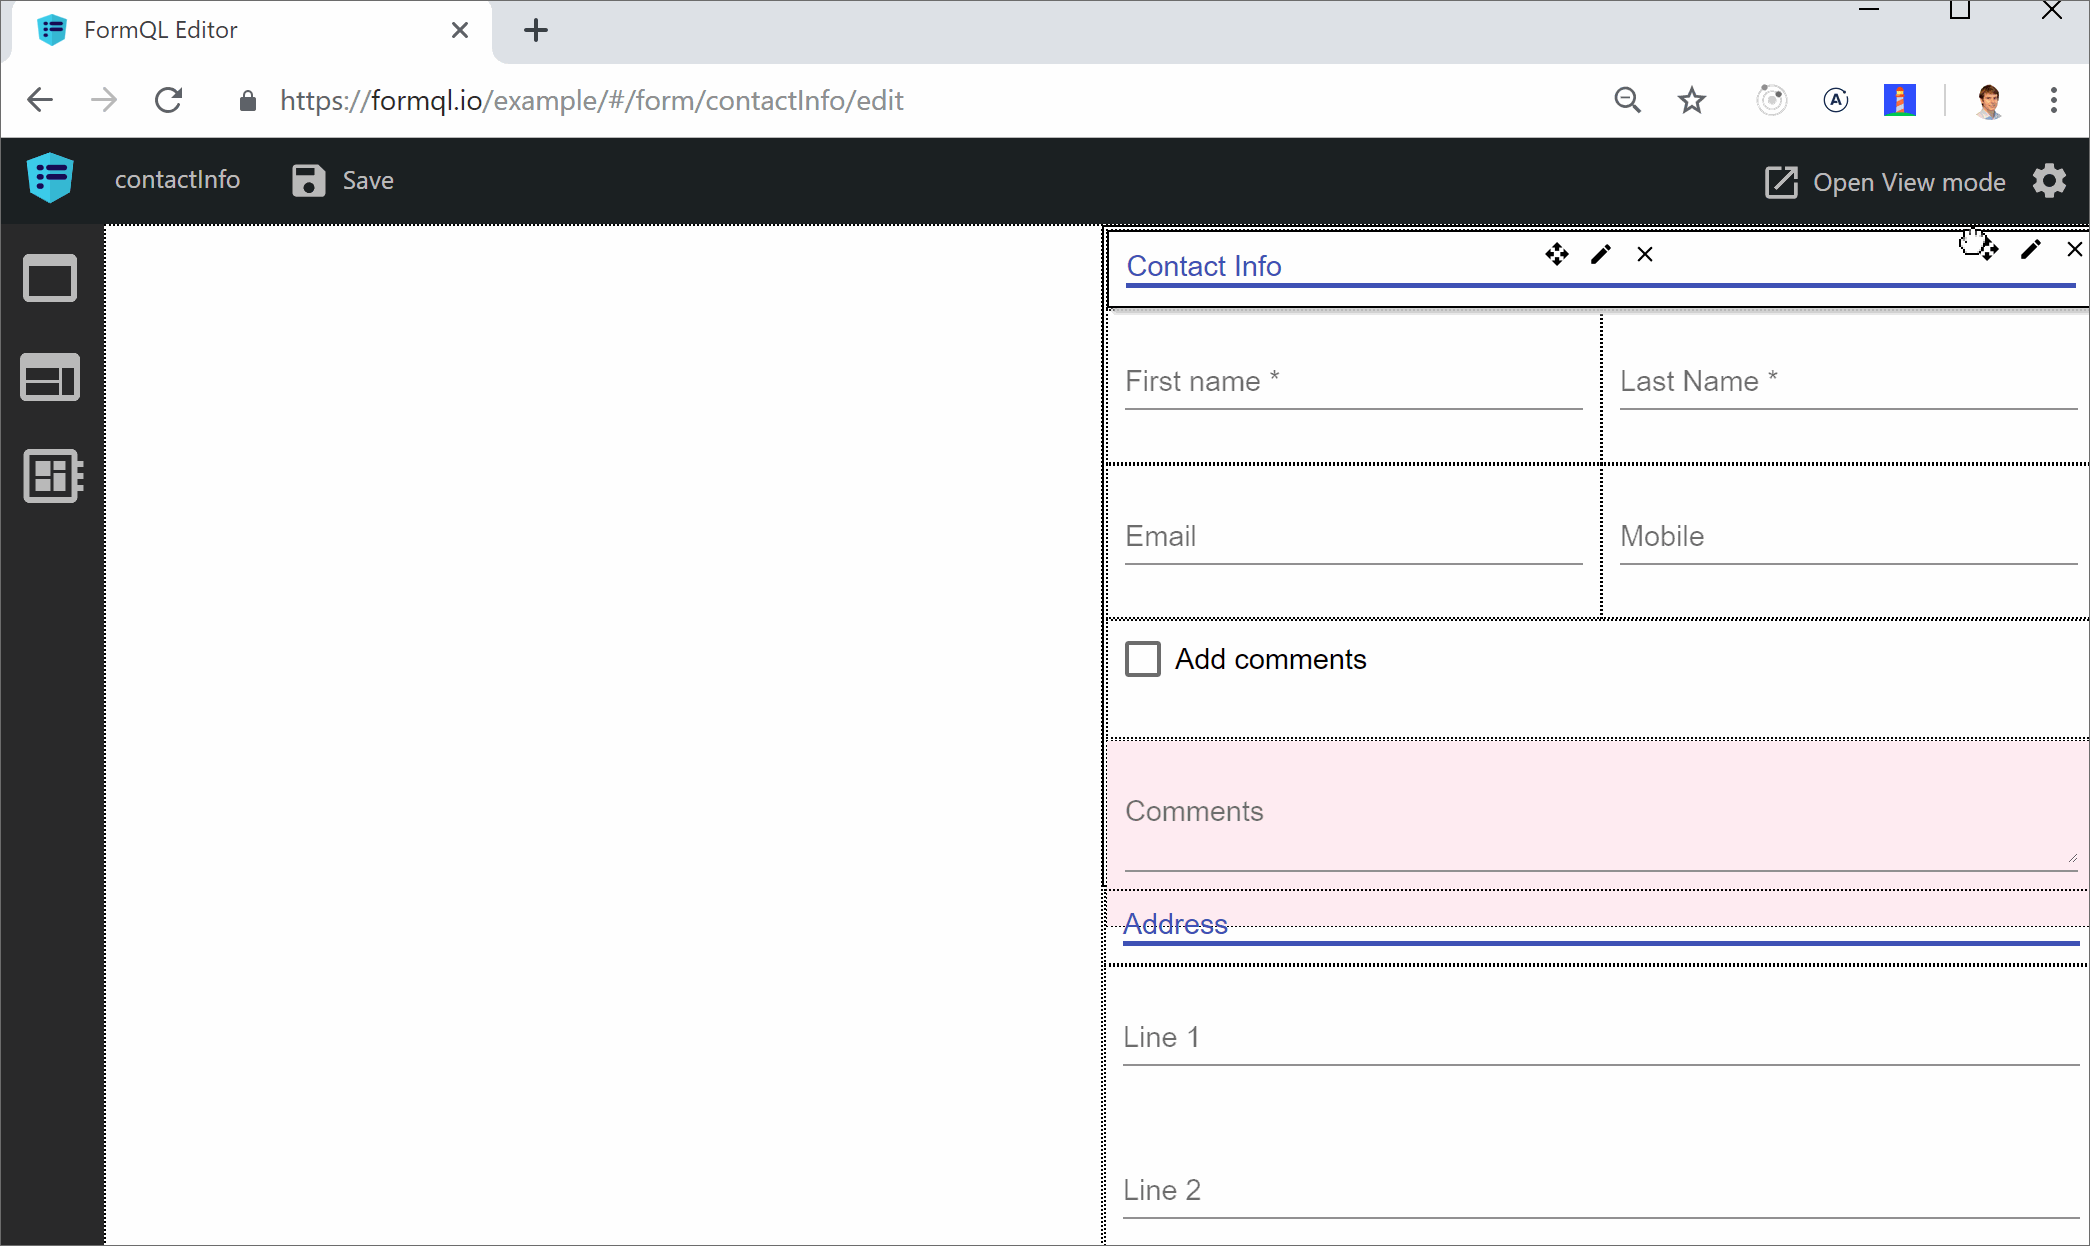 FormQL Editor
https://formql.io/example/#/form/contactInfo/edit
contactInfo
Save
Open View mode
Contact Info
First name *
Last Name *
Email
Mobile
Add comments
Comments
Address
Line 1
Line 2